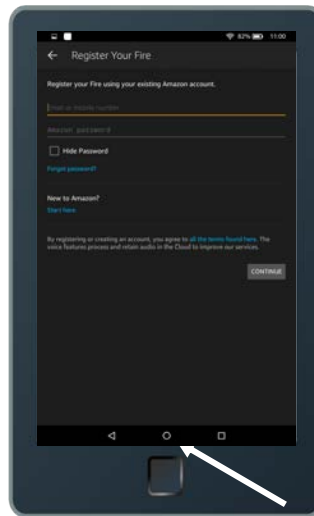 82% 11:00
Register Your Fire
Register your Fire using your existing Amazon account.
Email or mobile number
Amazon password
Hide Password
Forgot password?
New to Amazon?
Start here
By registering or creating an account, you agree to all the terms found here. The
voice features process and retain audio in the Cloud to improve our services.
CONTINUE